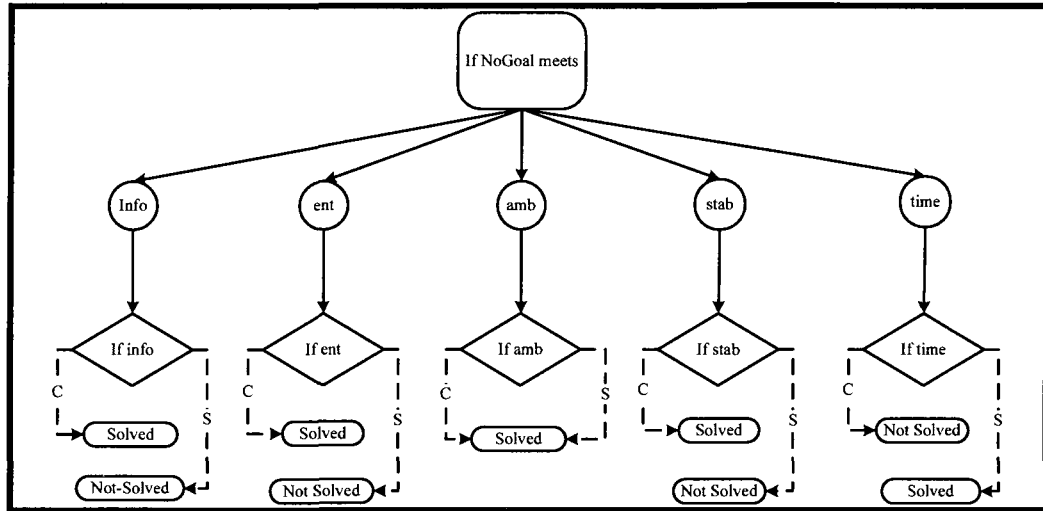 If NoGoal meets
Info
ent
amb
stab
time
If info
If ent
If amb
If stab
If time
C
S
C
S
C
S
C
S
C
S
Solved
Solved
Solved
Solved
Not Solved
Not-Solved
Not Solved
Not Solved
Solved